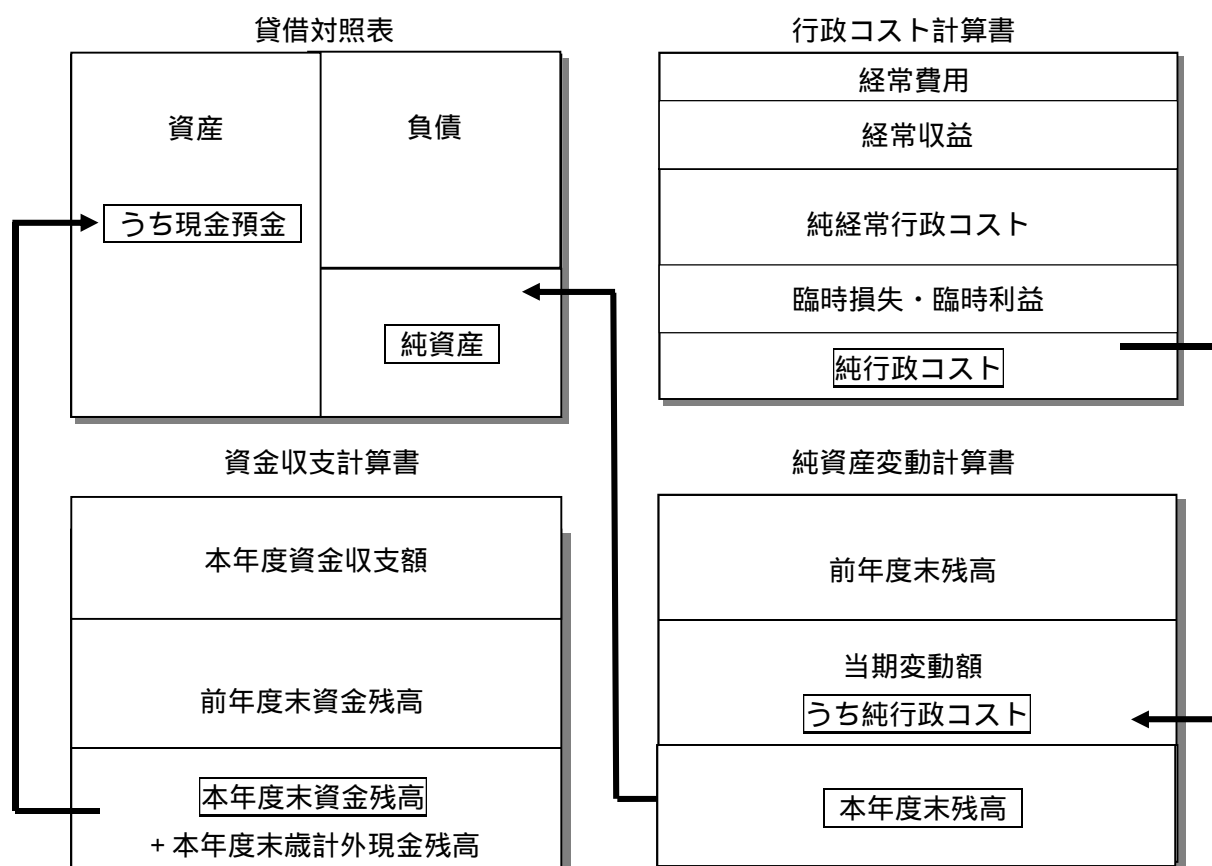 貸借対照表
資産
負債
うち現金預金
純資産
行政コスト計算書
経常費用
経常収益
純経常行政コスト
臨時損失・臨時利益
純行政コスト
資金収支計算書
本年度資金収支額
前年度末資金残高
本年度末資金残高
+ 本年度末歳計外現金残高
純資産変動計算書
前年度末残高
当期変動額
うち純行政コスト
本年度末残高